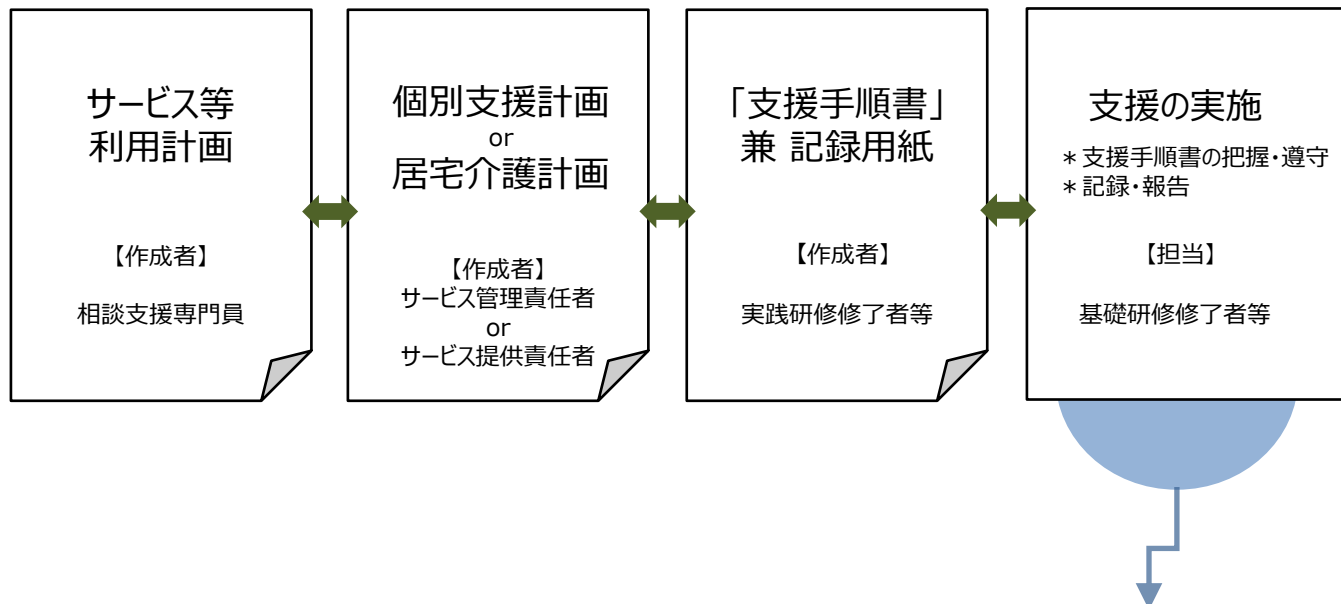 サービス等
利用計画
【作成者】
相談支援専門員
個別支援計画
or
居宅介護計画
【作成者】
サービス管理責任者
or
サービス提供責任者
「支援手順書」
兼 記録用紙
【作成者】
実践研修修了者等
支援の実施
＊支援手順書の把握・遵守
＊記録・報告
【担当】
基礎研修修了者等